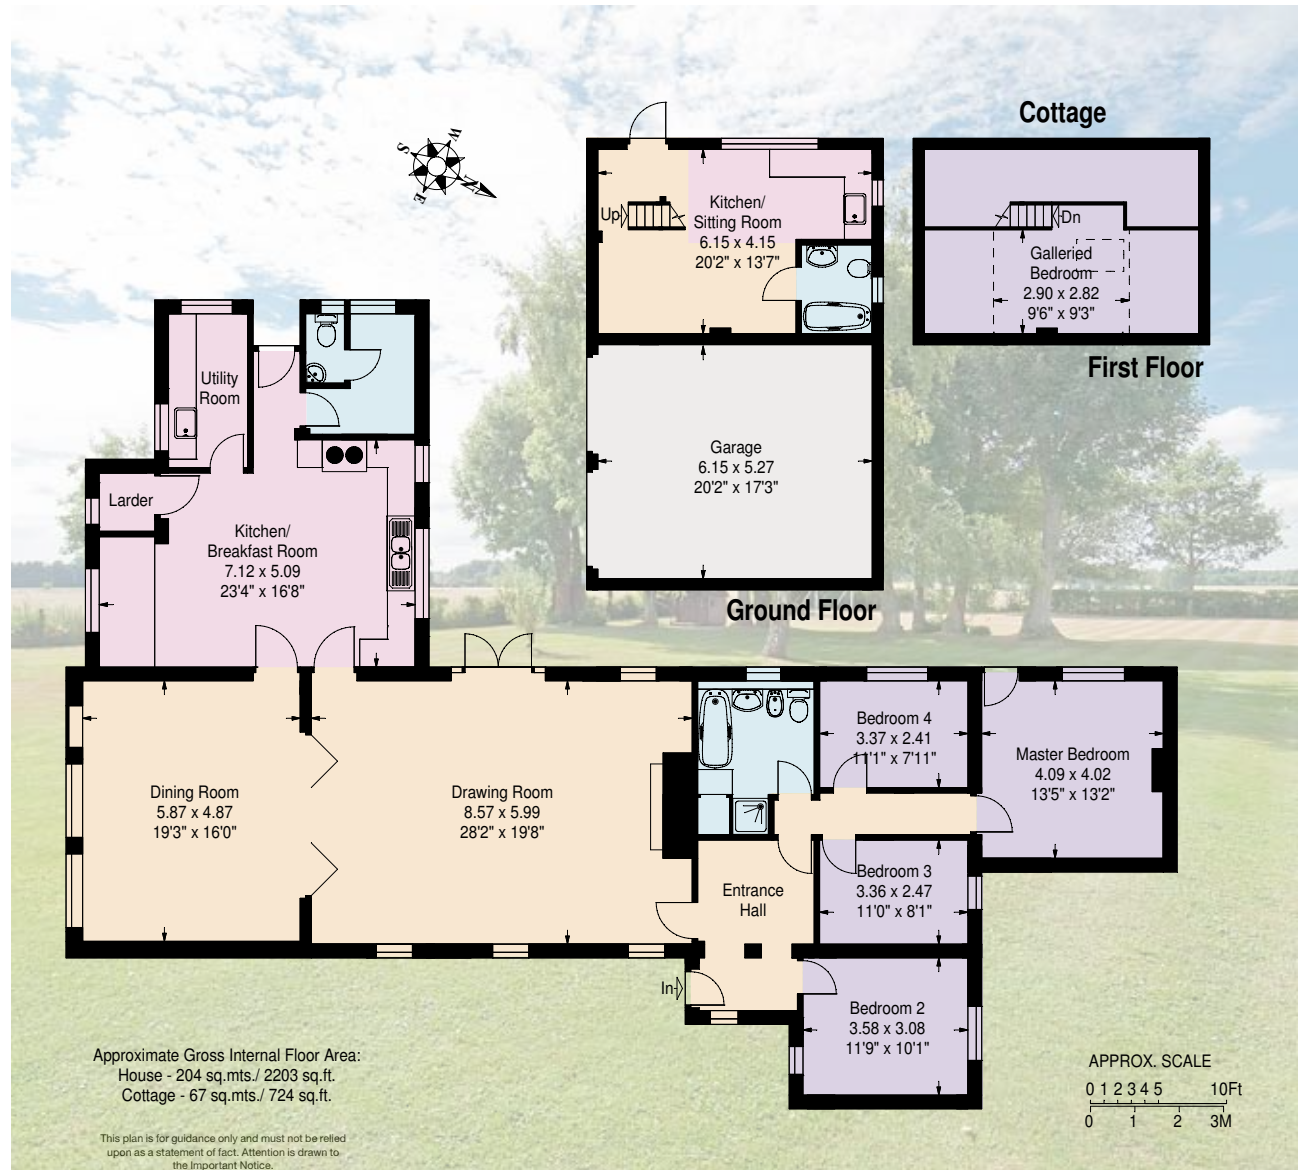 Cottage
W
S
N
E
Up
Kitchen/
Sitting Room
6.15 x 4.15
20'2" x 13'7"
Dn
Galleried
Bedroom
2.90 x 2.82
9'6" x 9'3"
First Floor
Garage
6.15 x 5.27
20'2" x 17'3"
Ground Floor
Utility
Room
Larder
Kitchen/
Breakfast Room
7.12 x 5.09
23'4" x 16'8"
Dining Room
5.87 x 4.87
19'3" x 16'0"
Drawing Room
8.57 x 5.99
28'2" x 19'8"
Bedroom 4
3.37 x 2.41
11'1" x 7'11"
Master Bedroom
4.09 x 4.02
13'5" x 13'2"
Entrance
Hall
Bedroom 3
3.36 x 2.47
11'0" x 8'1"
In
Bedroom 2
3.58 x 3.08
11'9" x 10'1"
Approximate Gross Internal Floor Area:
House - 204 sq.mts./ 2203 sq.ft.
Cottage - 67 sq.mts./ 724 sq.ft.
This plan is for guidance only and must not be relied
upon as a statement of fact. Attention is drawn to
the Important Notice.
APPROX. SCALE
0 1 2 3 4 5 10Ft
0 1 2 3M